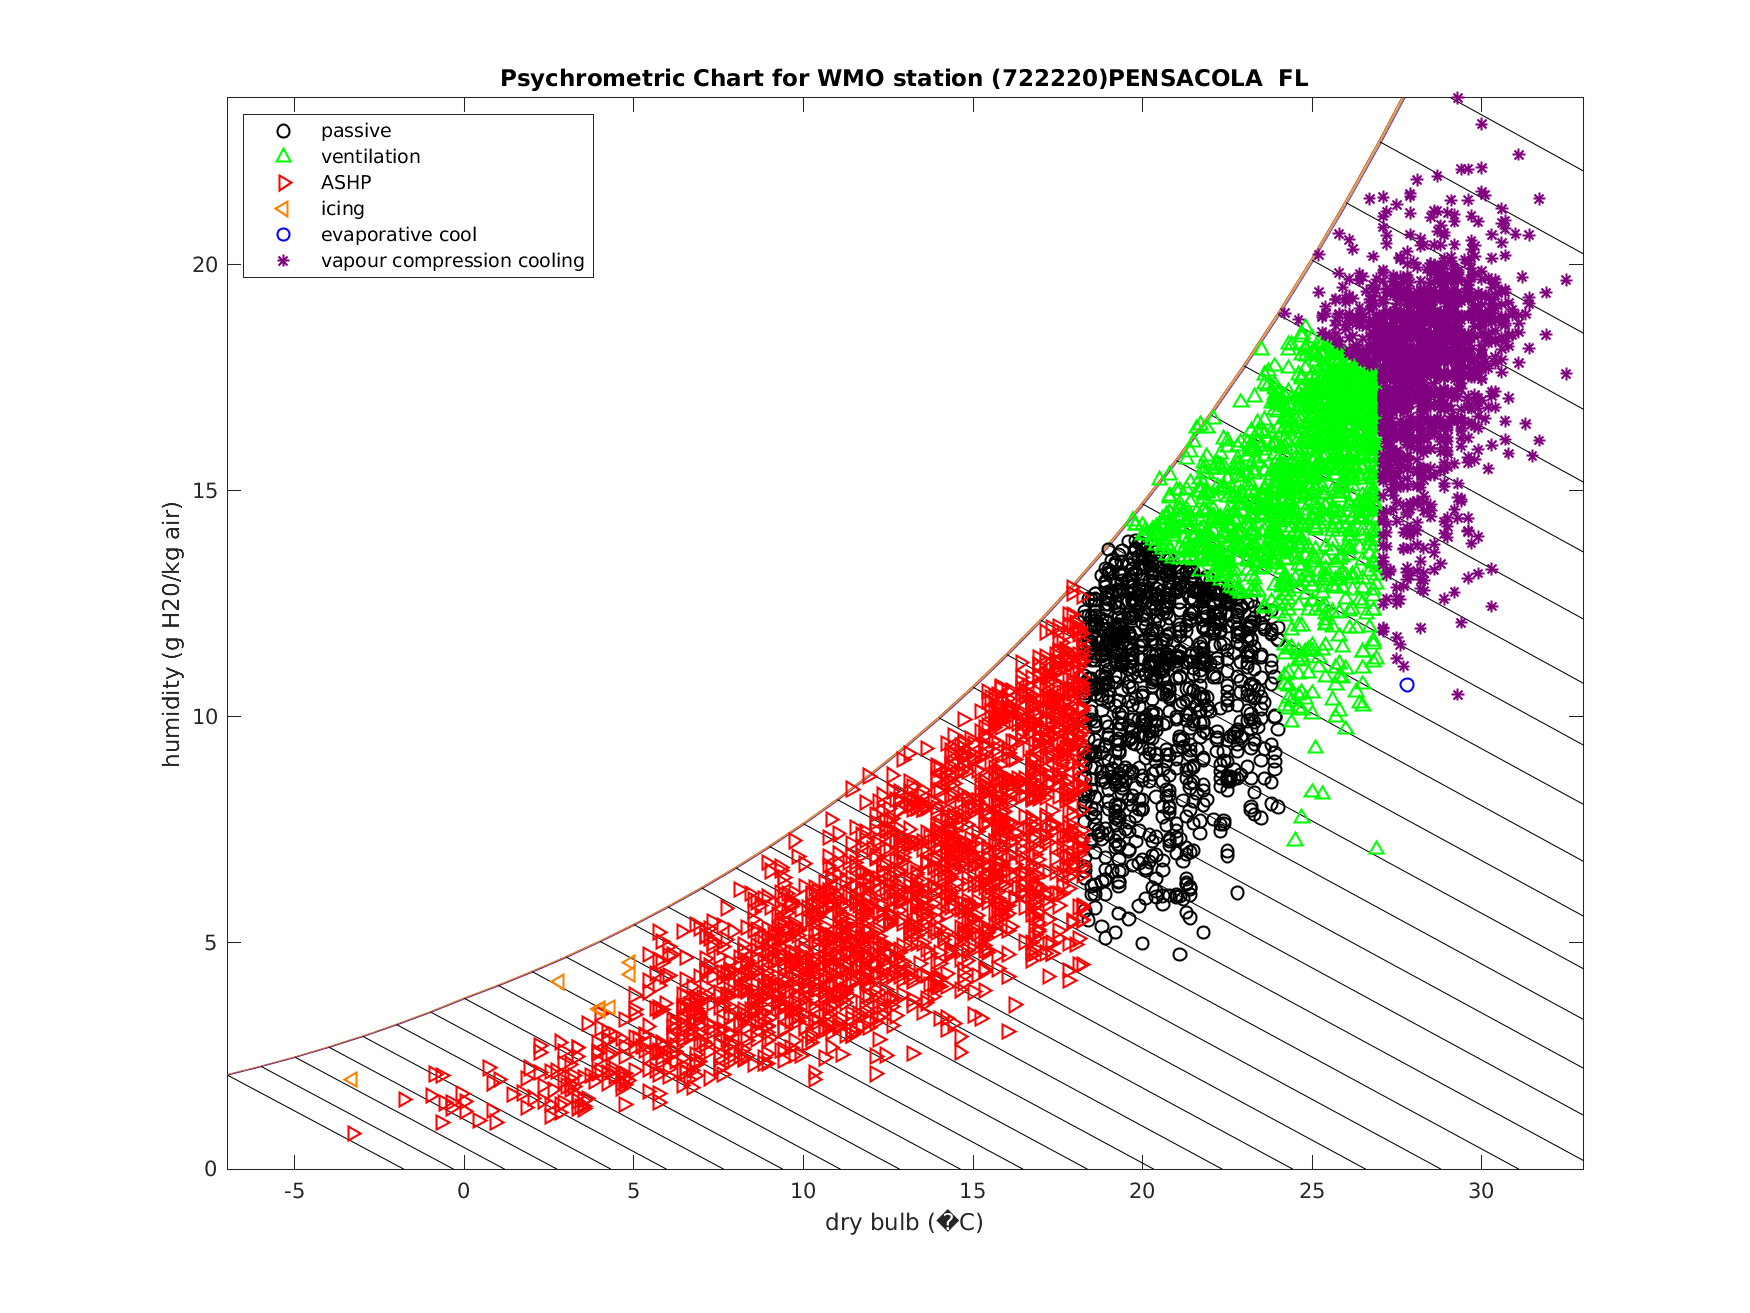 Psychrometric Chart for WMO station (722220)PENSACOLA  FL
passive
ventilation
ASHP
icing
evaporative cool
vapour compression cooling
humidity (g H20/kg air)
20
15
10
5
0
-5
0
5
10
15
20
25
30
dry bulb (�C)